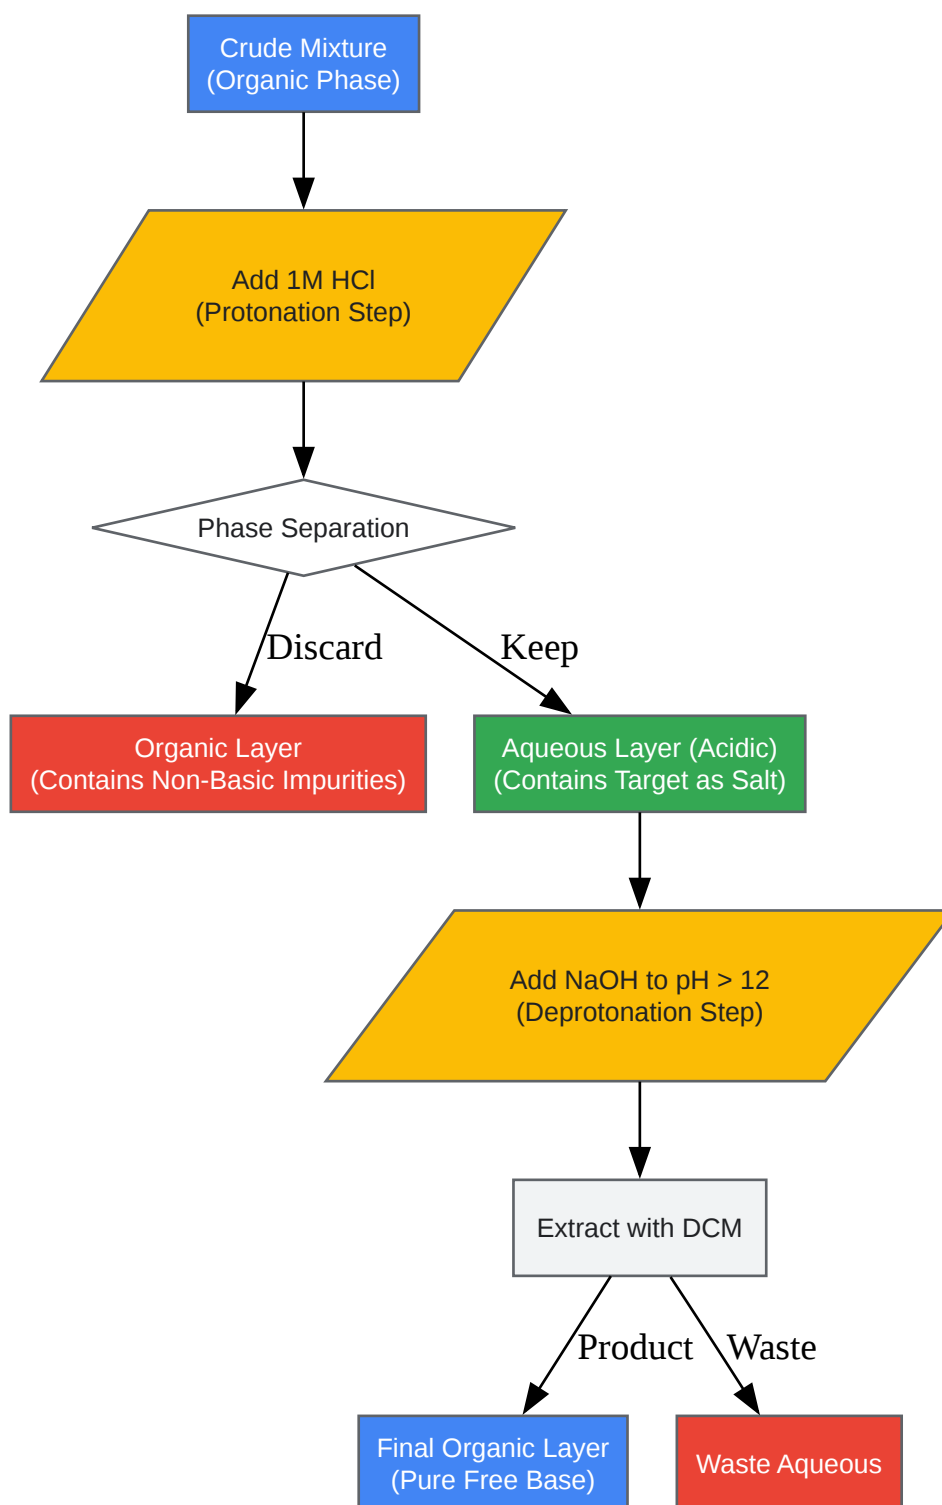 Crude Mixture
(Organic Phase)
Add 1M HCl
(Protonation Step)
Phase Separation
Discard
Keep
Organic Layer
(Contains Non-Basic Impurities)
Aqueous Layer (Acidic)
(Contains Target as Salt)
Add NaOH to pH > 12
(Deprotonation Step)
Extract with DCM
Product
Waste
Final Organic Layer
(Pure Free Base)
Waste Aqueous